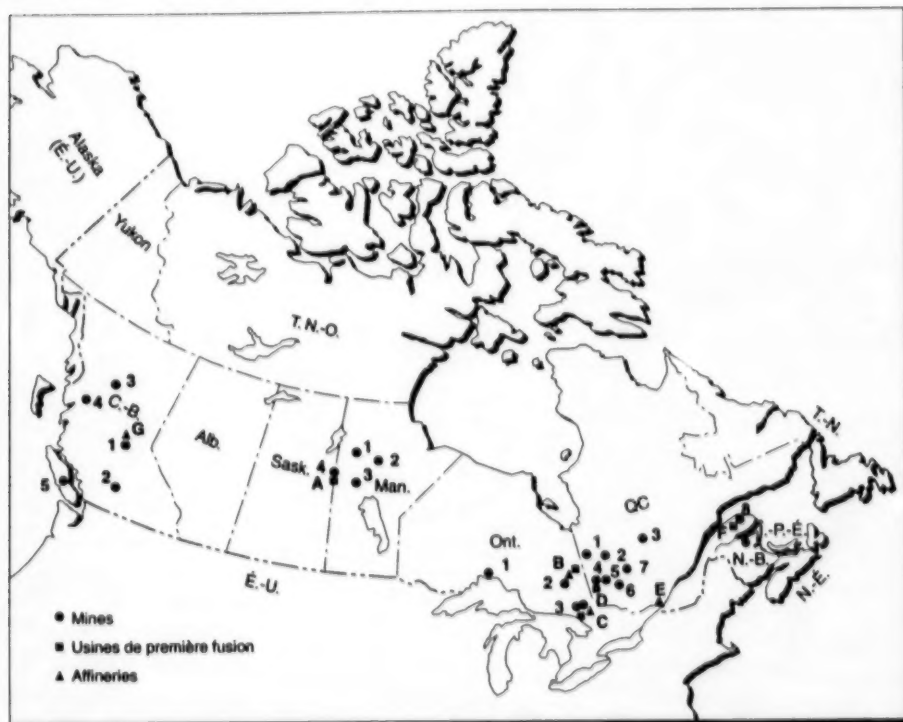 Alaska
(É.-U.)
Yukon
T. N.-O.
3
4
C.-B.
G
1
5
2
Alb.
Sask.
1
2
4
3
A
Man.
Ont.
1
É.-U.
QC
T.-N.
3
1
2
B
4
5
7
2
6
3
D
C
E
N.-B.
N.-É.
Mines
Usines de première fusion
Affineries